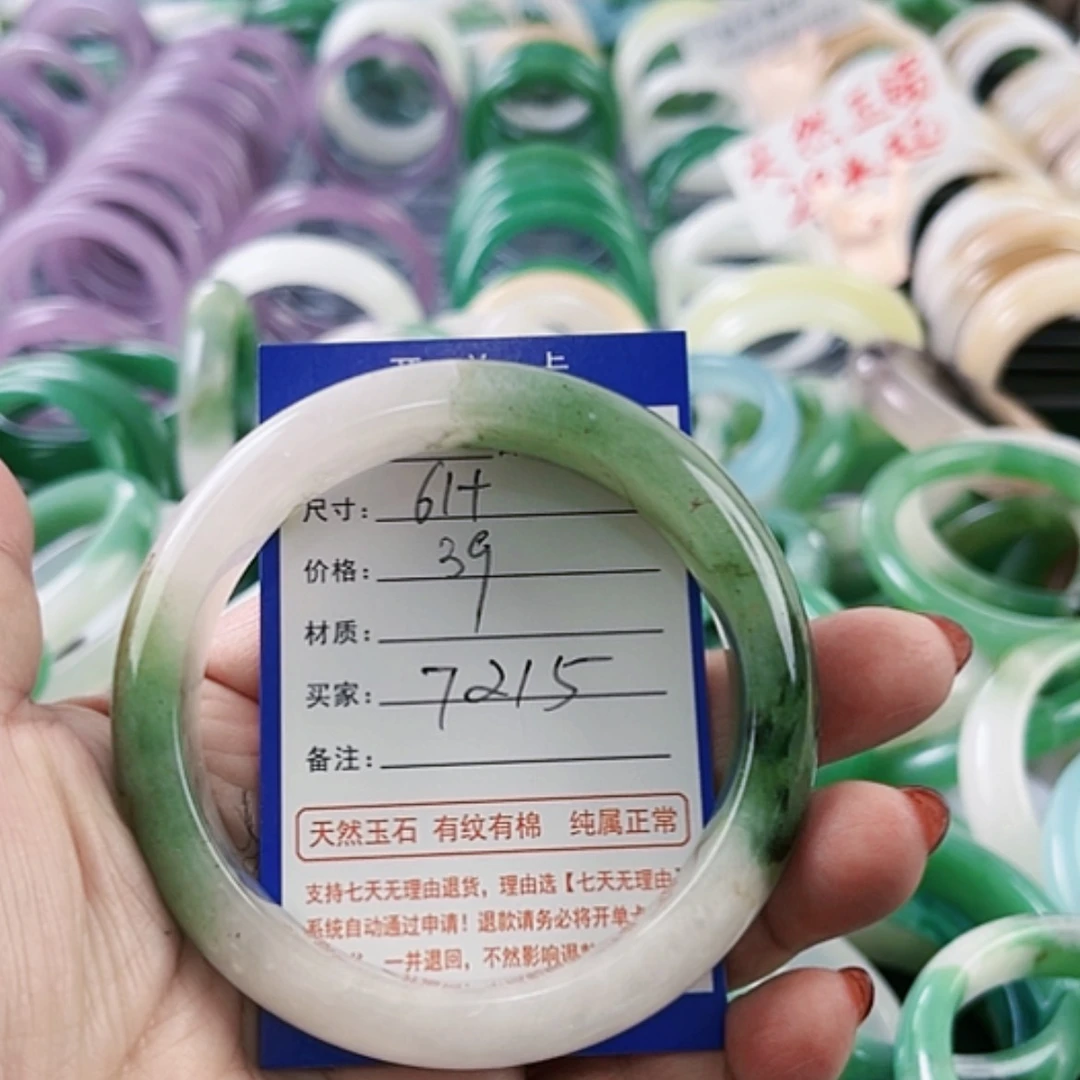 尺寸: 61+
价格: 39
材质:
买家: 7215
备注:
天然玉石 有纹有棉 纯属正常
支持七天无理由退货, 理由选【七天无理由
系统自动通过申请! 退款请务必将开单卡
一并退回, 不然影响退款